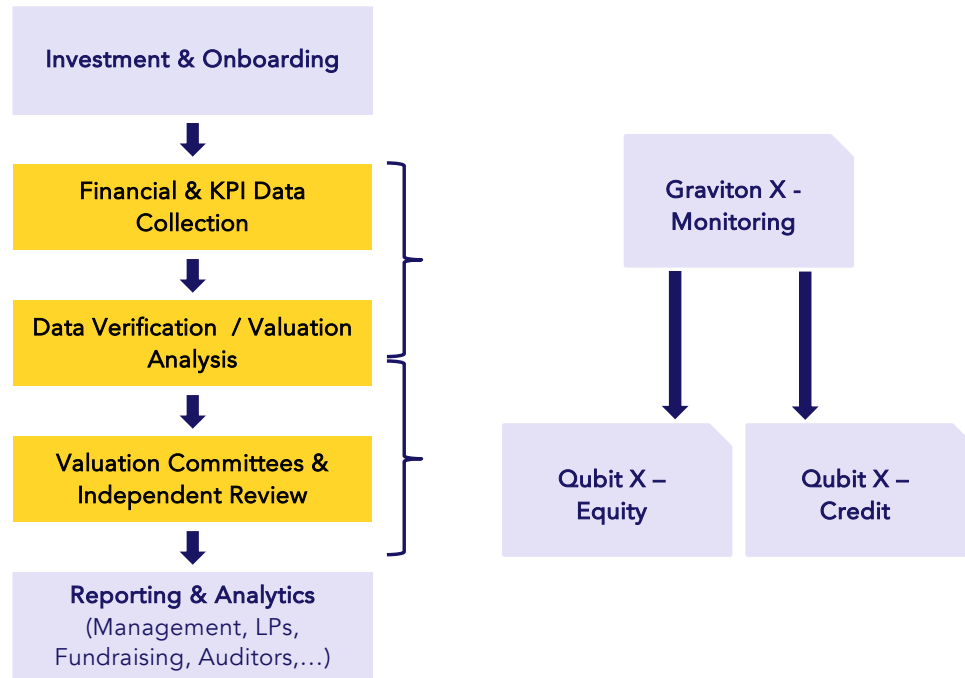 Investment & Onboarding
Financial & KPI Data
Collection
Data Verification / Valuation
Analysis
Valuation Committees &
Independent Review
Reporting & Analytics
(Management, LPs,
Fundraising, Auditors,...)
Graviton X -
Monitoring
Qubit X –
Equity
Qubit X –
Credit